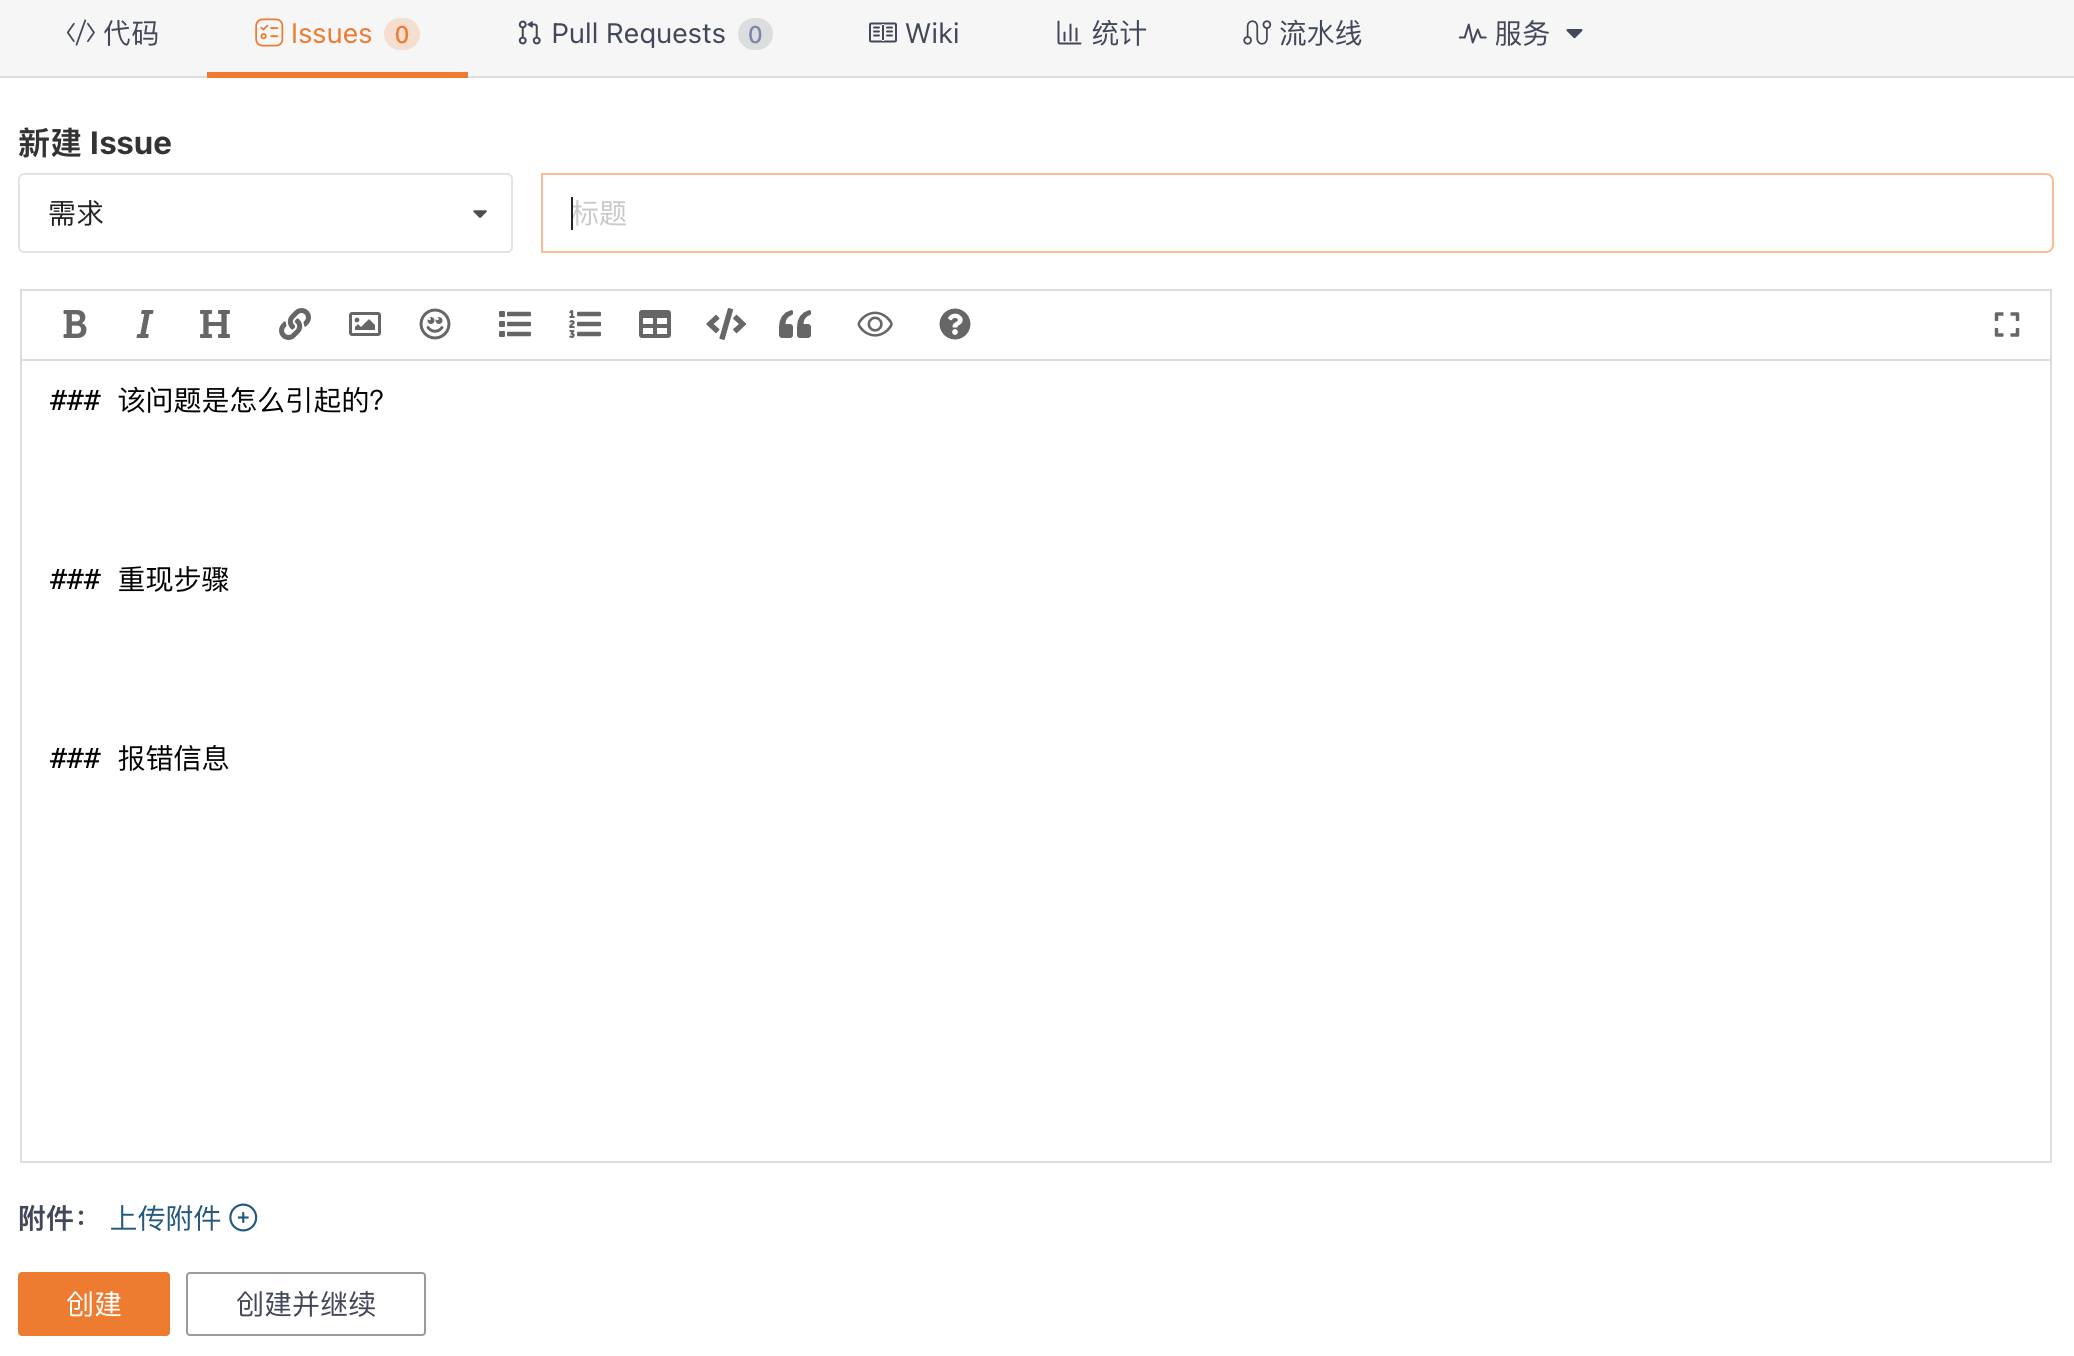 代码 Issues 0 Pull Requests 0 Wiki 统计 流水线 服务
新建 Issue
需求 标题
### 该问题是怎么引起的?
### 重现步骤
### 报错信息
附件： 上传附件
创建 创建并继续